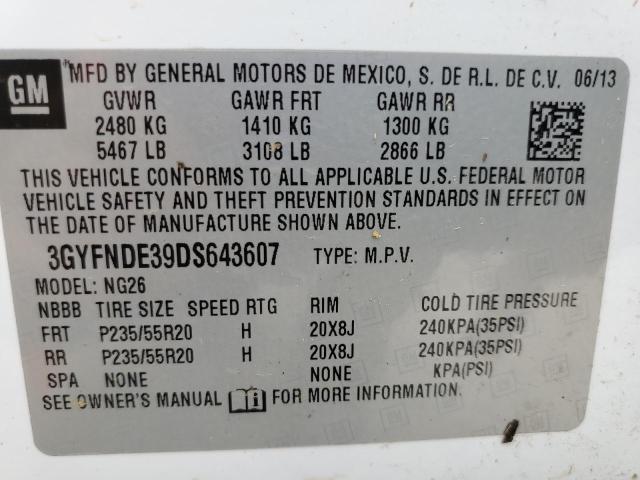 GM
MFD BY GENERAL MOTORS DE MEXICO, S. DE R.L. DE C.V. 06/13
GVWR GAWR FRT GAWR RR
2480 KG 1410 KG 1300 KG
5467 LB 3108 LB 2866 LB
THIS VEHICLE CONFORMS TO ALL APPLICABLE U.S. FEDERAL MOTOR
VEHICLE SAFETY AND THEFT PREVENTION STANDARDS IN EFFECT ON
THE DATE OF MANUFACTURE SHOWN ABOVE.
3GYFNDE39DS643607 TYPE: M.P.V.
MODEL: NG26
NBBB TIRE SIZE SPEED RTG RIM COLD TIRE PRESSURE
FRT P235/55R20 H 20X8J 240KPA(35PSI)
RR P235/55R20 H 20X8J 240KPA(35PSI)
SPA NONE NONE KPA(PSI)
SEE OWNER'S MANUAL FOR MORE INFORMATION.